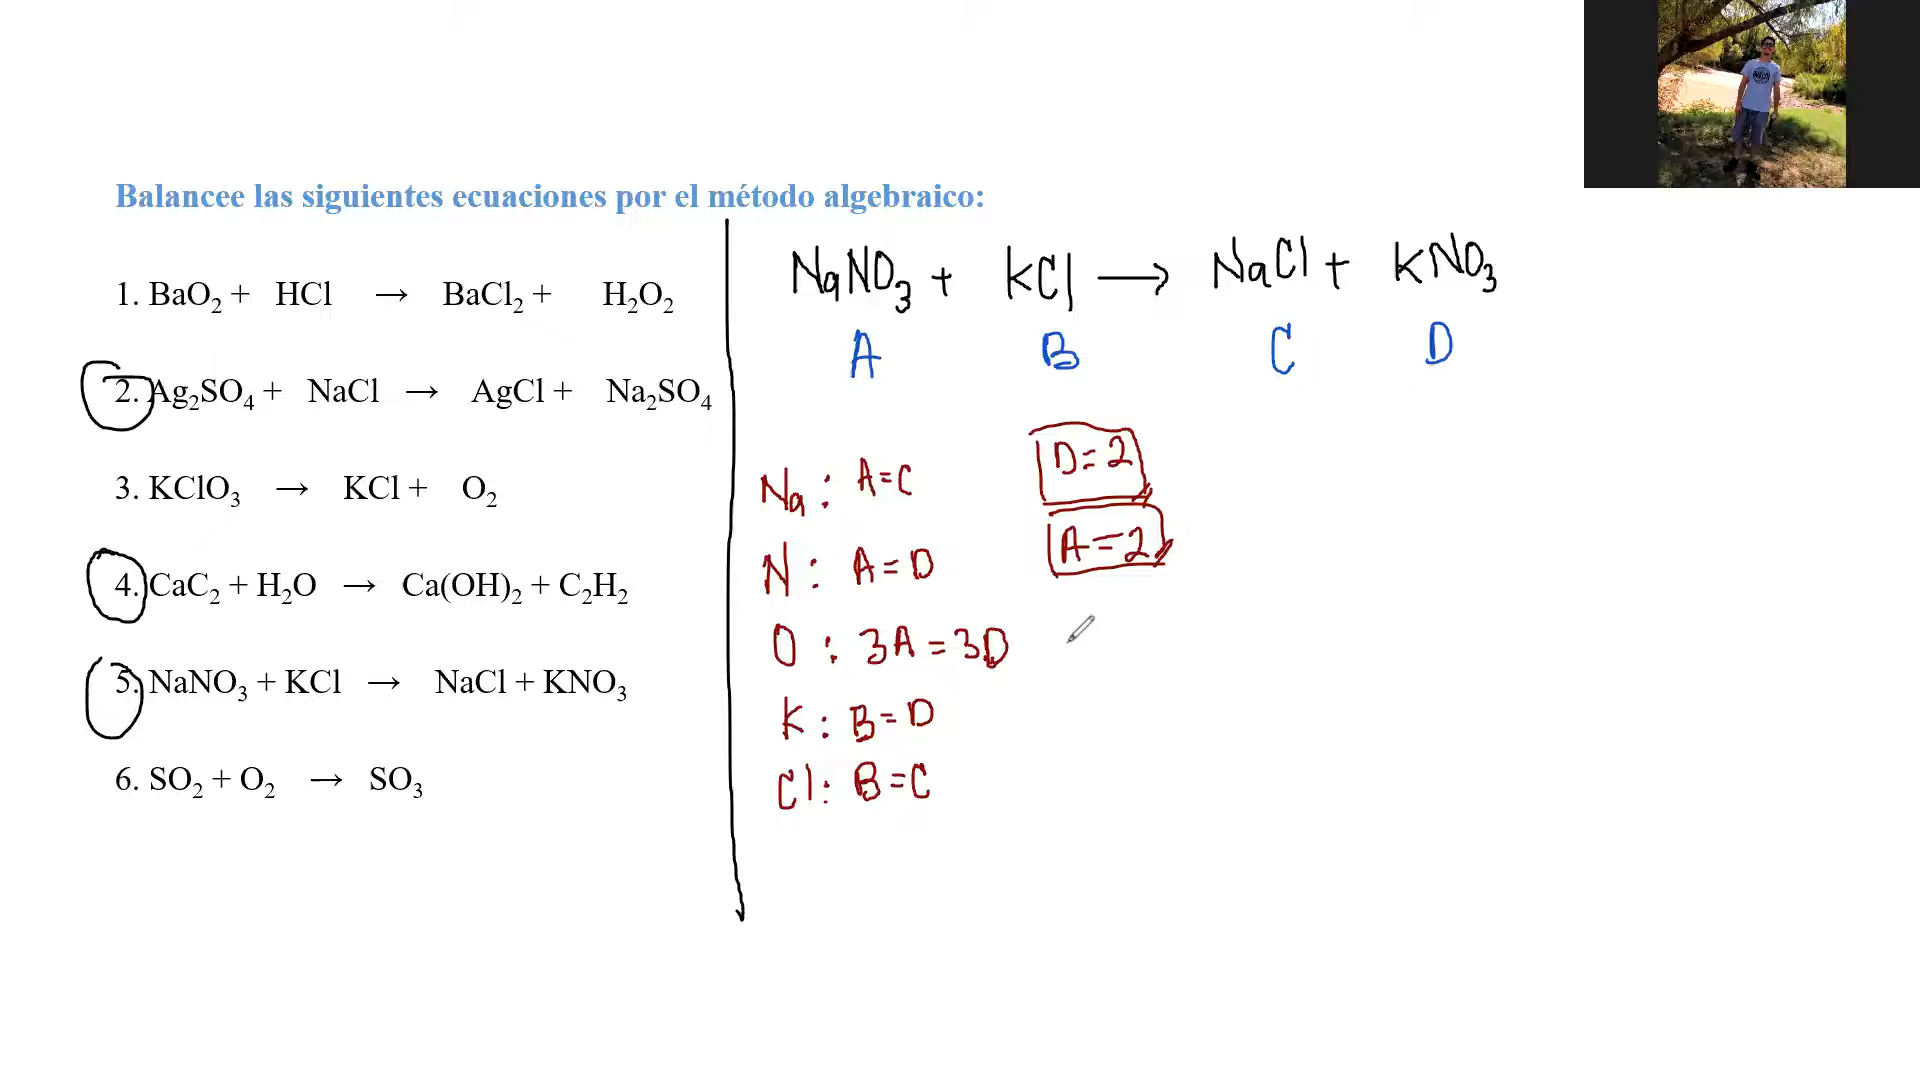 Balancee las siguientes ecuaciones por el método algebraico:
1. BaO₂ + HCl → BaCl₂ + H₂O₂
2. Ag₂SO₄ + NaCl → AgCl + Na₂SO₄
3. KClO₃ → KCl + O₂
4. CaC₂ + H₂O → Ca(OH)₂ + C₂H₂
5. NaNO₃ + KCl → NaCl + KNO₃
6. SO₂ + O₂ → SO₃
NaNO₃ + KCl → NaCl + KNO₃
A B C D
Na : A=C
N : A=D
O : 3A=3D
K : B=D
Cl : B=C
D=2
A=2